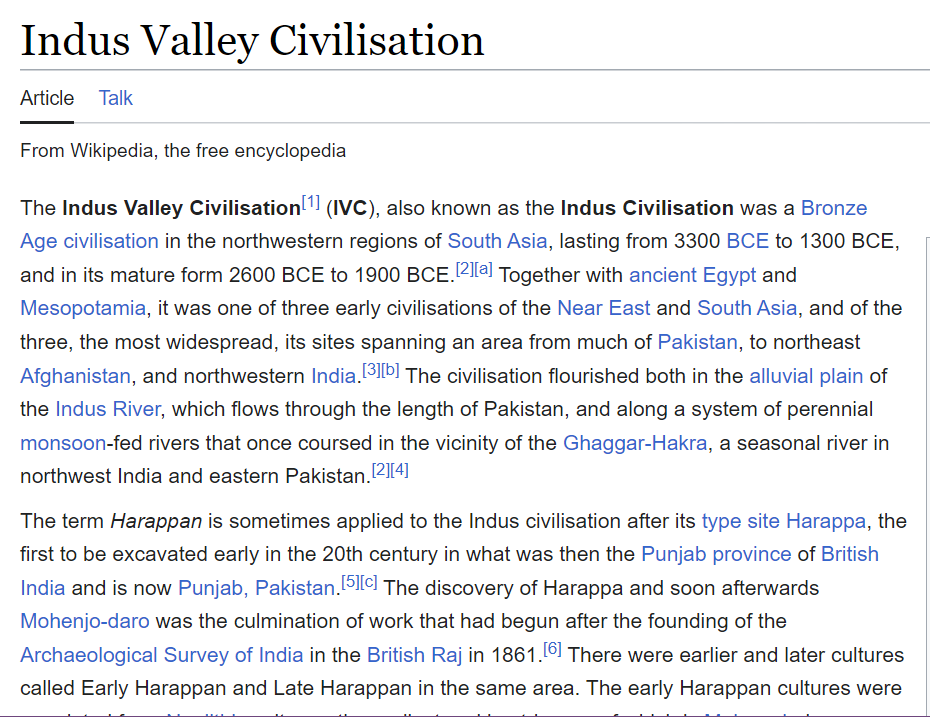 Indus Valley Civilisation
Article Talk
From Wikipedia, the free encyclopedia
The Indus Valley Civilisation[1] (IVC), also known as the Indus Civilisation was a Bronze
Age civilisation in the northwestern regions of South Asia, lasting from 3300 BCE to 1300 BCE,
and in its mature form 2600 BCE to 1900 BCE.[2][a] Together with ancient Egypt and
Mesopotamia, it was one of three early civilisations of the Near East and South Asia, and of the
three, the most widespread, its sites spanning an area from much of Pakistan, to northeast
Afghanistan, and northwestern India.[3][b] The civilisation flourished both in the alluvial plain of
the Indus River, which flows through the length of Pakistan, and along a system of perennial
monsoon-fed rivers that once coursed in the vicinity of the Ghaggar-Hakra, a seasonal river in
northwest India and eastern Pakistan.[2][4]
The term Harappan is sometimes applied to the Indus civilisation after its type site Harappa, the
first to be excavated early in the 20th century in what was then the Punjab province of British
India and is now Punjab, Pakistan.[5][c] The discovery of Harappa and soon afterwards
Mohenjo-daro was the culmination of work that had begun after the founding of the
Archaeological Survey of India in the British Raj in 1861.[6] There were earlier and later cultures
called Early Harappan and Late Harappan in the same area. The early Harappan cultures were